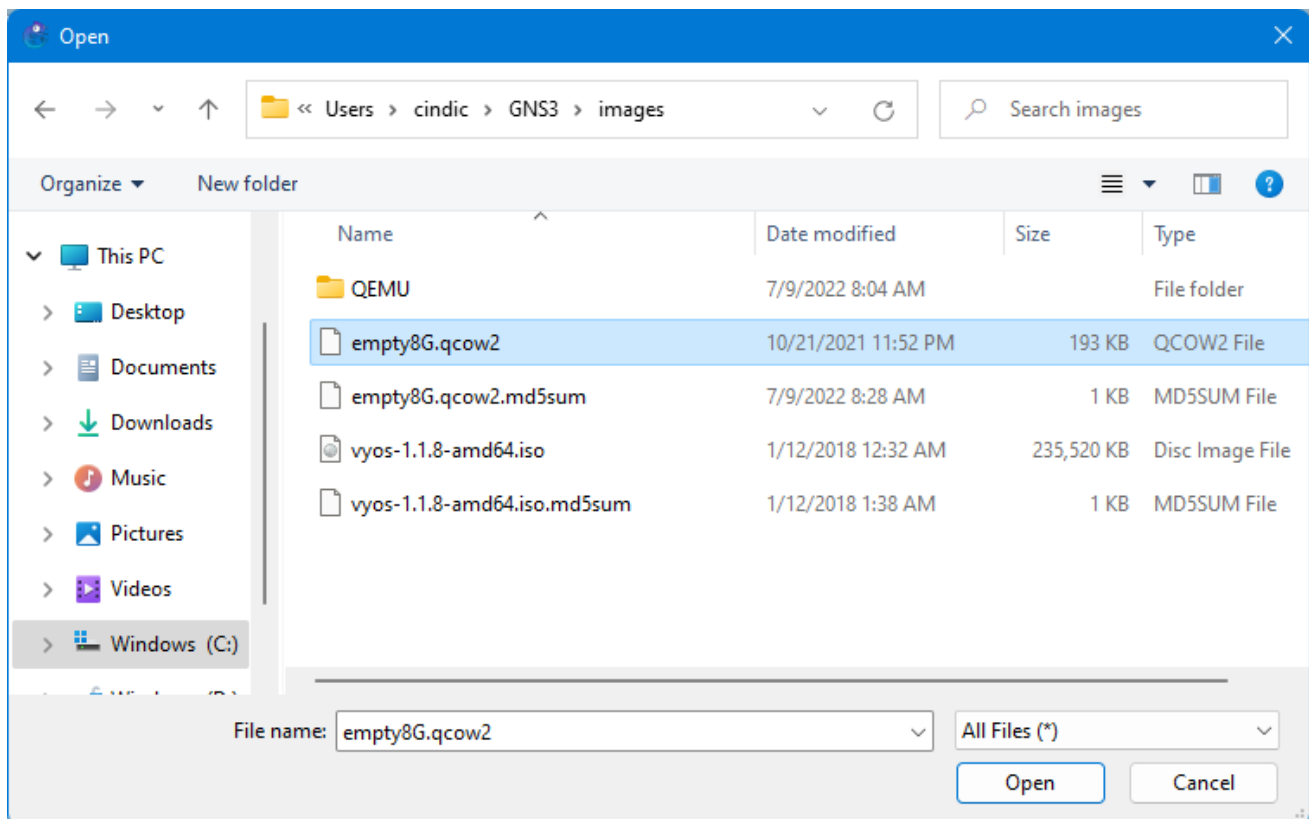 Open
« Users > cindic > GNS3 > images
Search images
Organize New folder
Name Date modified Size Type
This PC
Desktop
Documents
Downloads
Music
Pictures
Videos
Windows (C:)
QEMU 7/9/2022 8:04 AM File folder
empty8G.qcow2 10/21/2021 11:52 PM 193 KB QCOW2 File
empty8G.qcow2.md5sum 7/9/2022 8:28 AM 1 KB MD5SUM File
vyos-1.1.8-amd64.iso 1/12/2018 12:32 AM 235,520 KB Disc Image File
vyos-1.1.8-amd64.iso.md5sum 1/12/2018 1:38 AM 1 KB MD5SUM File
File name: empty8G.qcow2 All Files (*)
Open Cancel